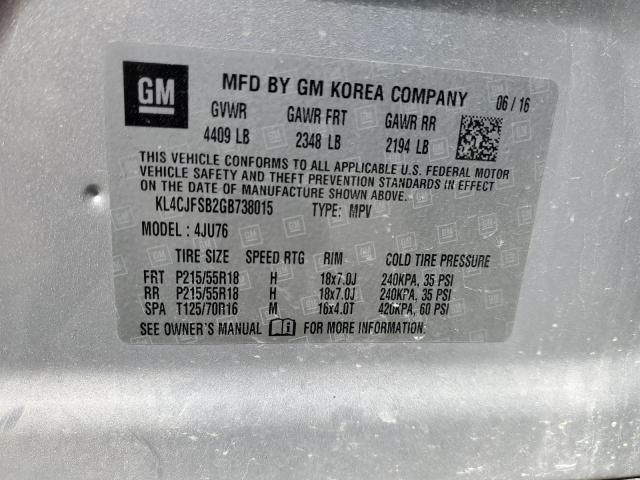 GM MFD BY GM KOREA COMPANY 06 / 16
GVWR GAWR FRT GAWR RR
4409 LB 2348 LB 2194 LB
THIS VEHICLE CONFORMS TO ALL APPLICABLE U.S. FEDERAL MOTOR
VEHICLE SAFETY AND THEFT PREVENTION STANDARDS IN EFFECT
ON THE DATE OF MANUFACTURE SHOWN ABOVE.
KL4CJFSB2GB738015 TYPE: MPV
MODEL : 4JU76
TIRE SIZE SPEED RTG RIM COLD TIRE PRESSURE
FRT P215/55R18 H 18x7.0J 240KPA, 35 PSI
RR P215/55R18 H 18x7.0J 240KPA, 35 PSI
SPA T125/70R16 M 16x4.0T 420KPA, 60 PSI
SEE OWNER'S MANUAL FOR MORE INFORMATION.